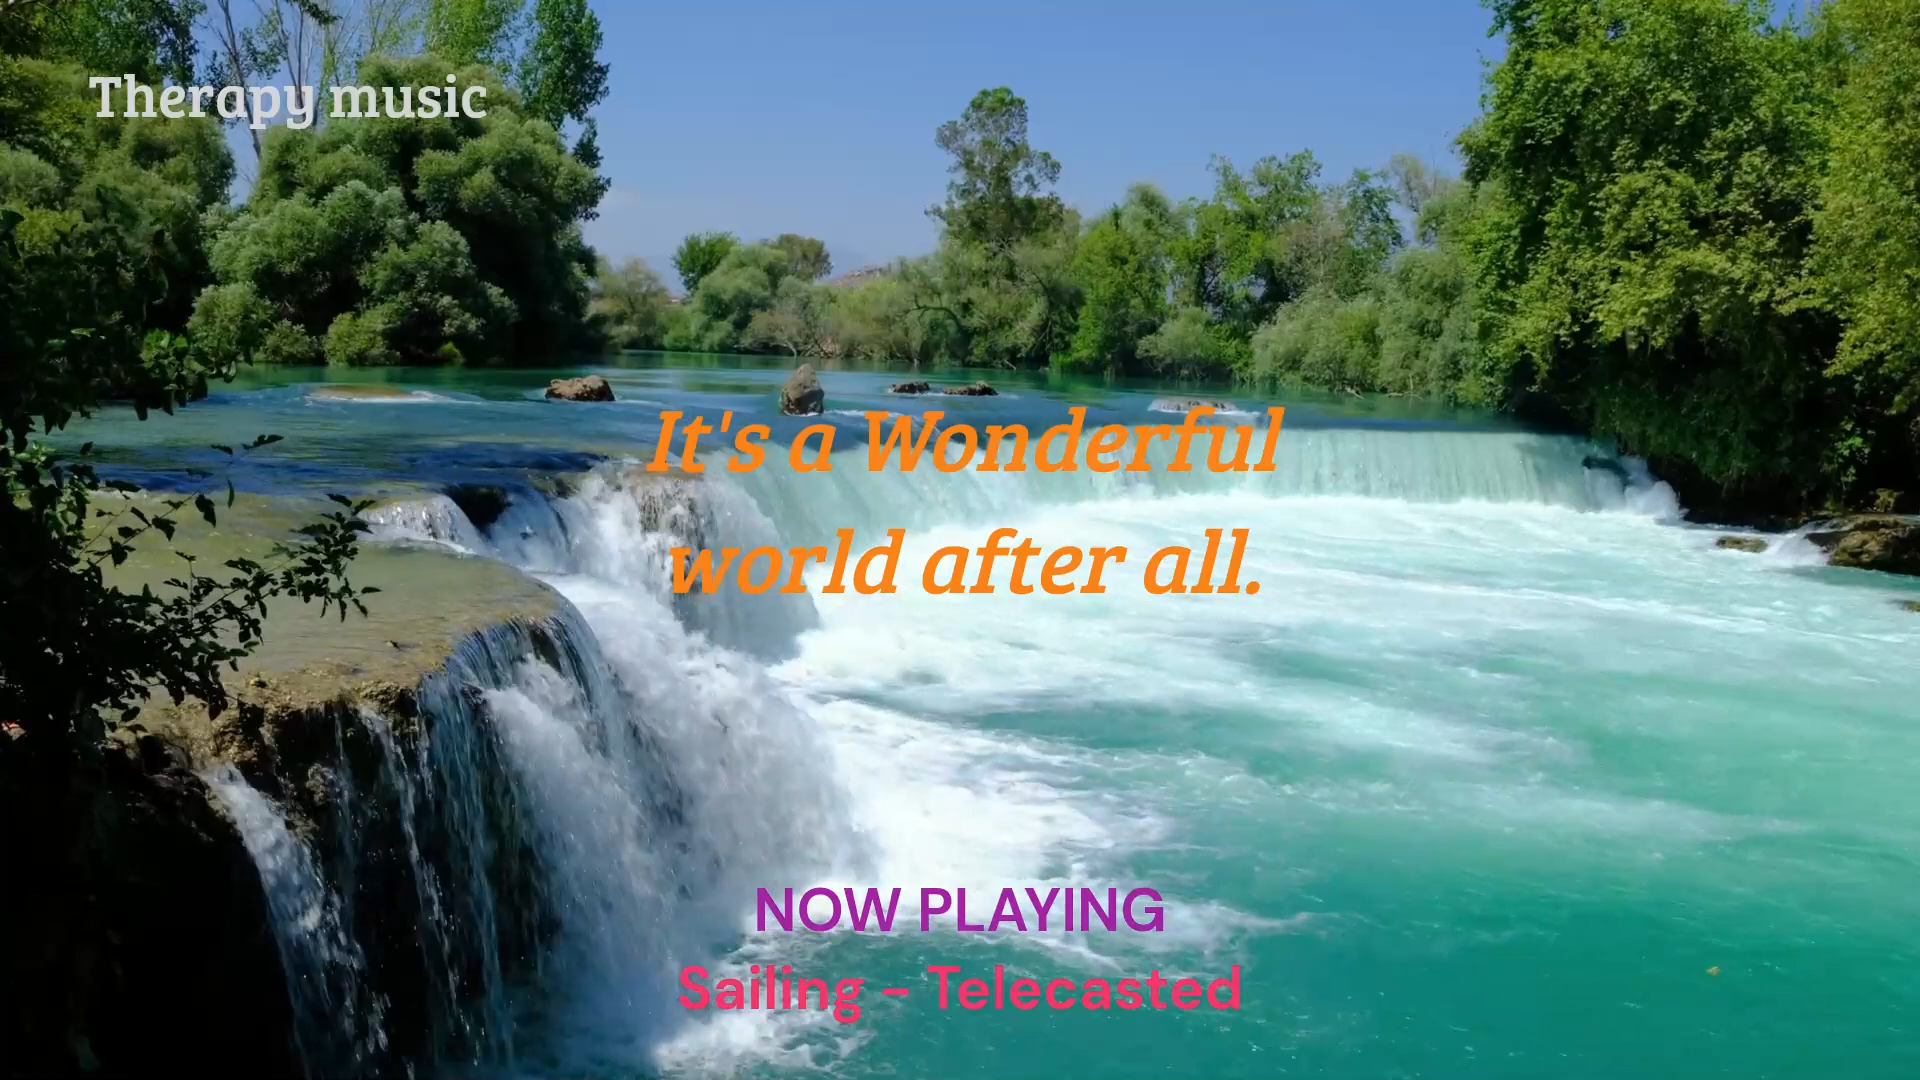 Therapy music
It's a Wonderful
world after all.
NOW PLAYING
Sailing - Telecasted